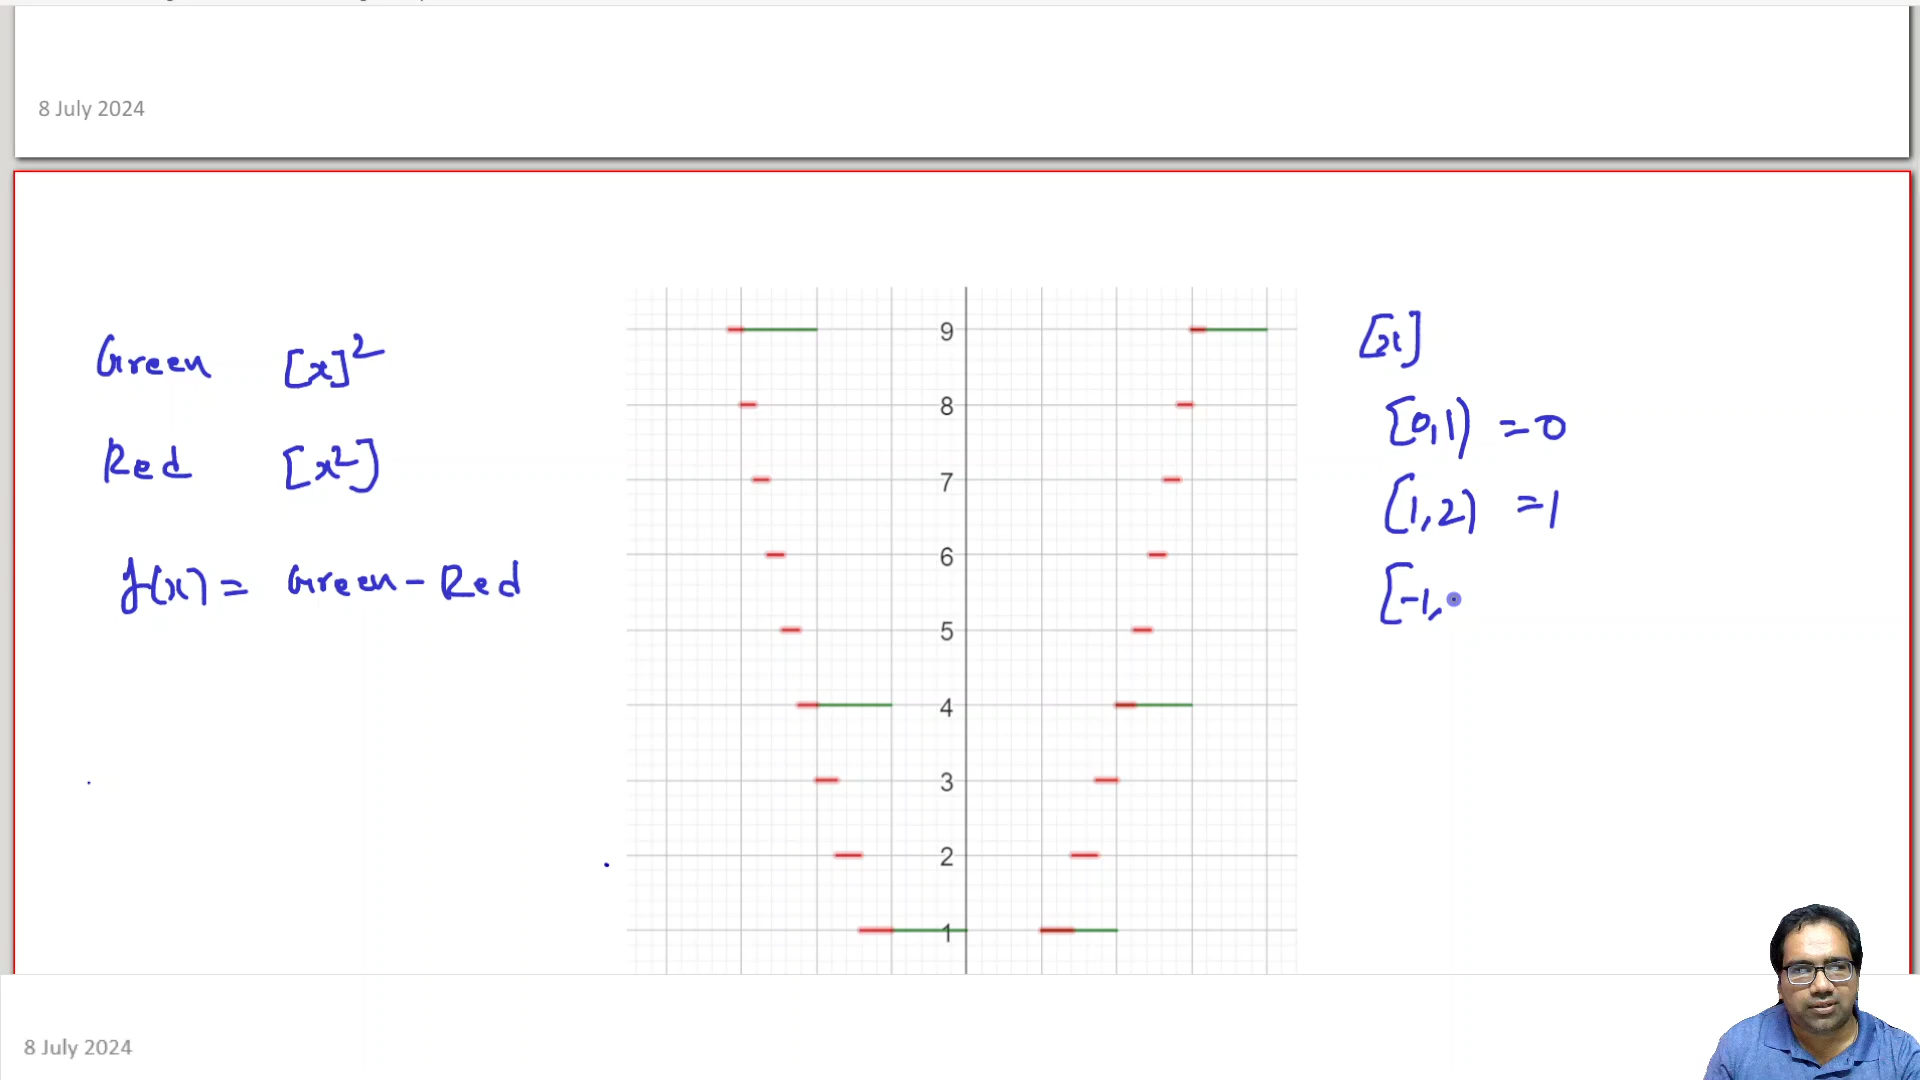 8 July 2024
Green [x]²
Red [x²]
f(x) = Green - Red
9
8
7
6
5
4
3
2
1
[x]
[0,1) = 0
[1,2) = 1
[-1,
8 July 2024